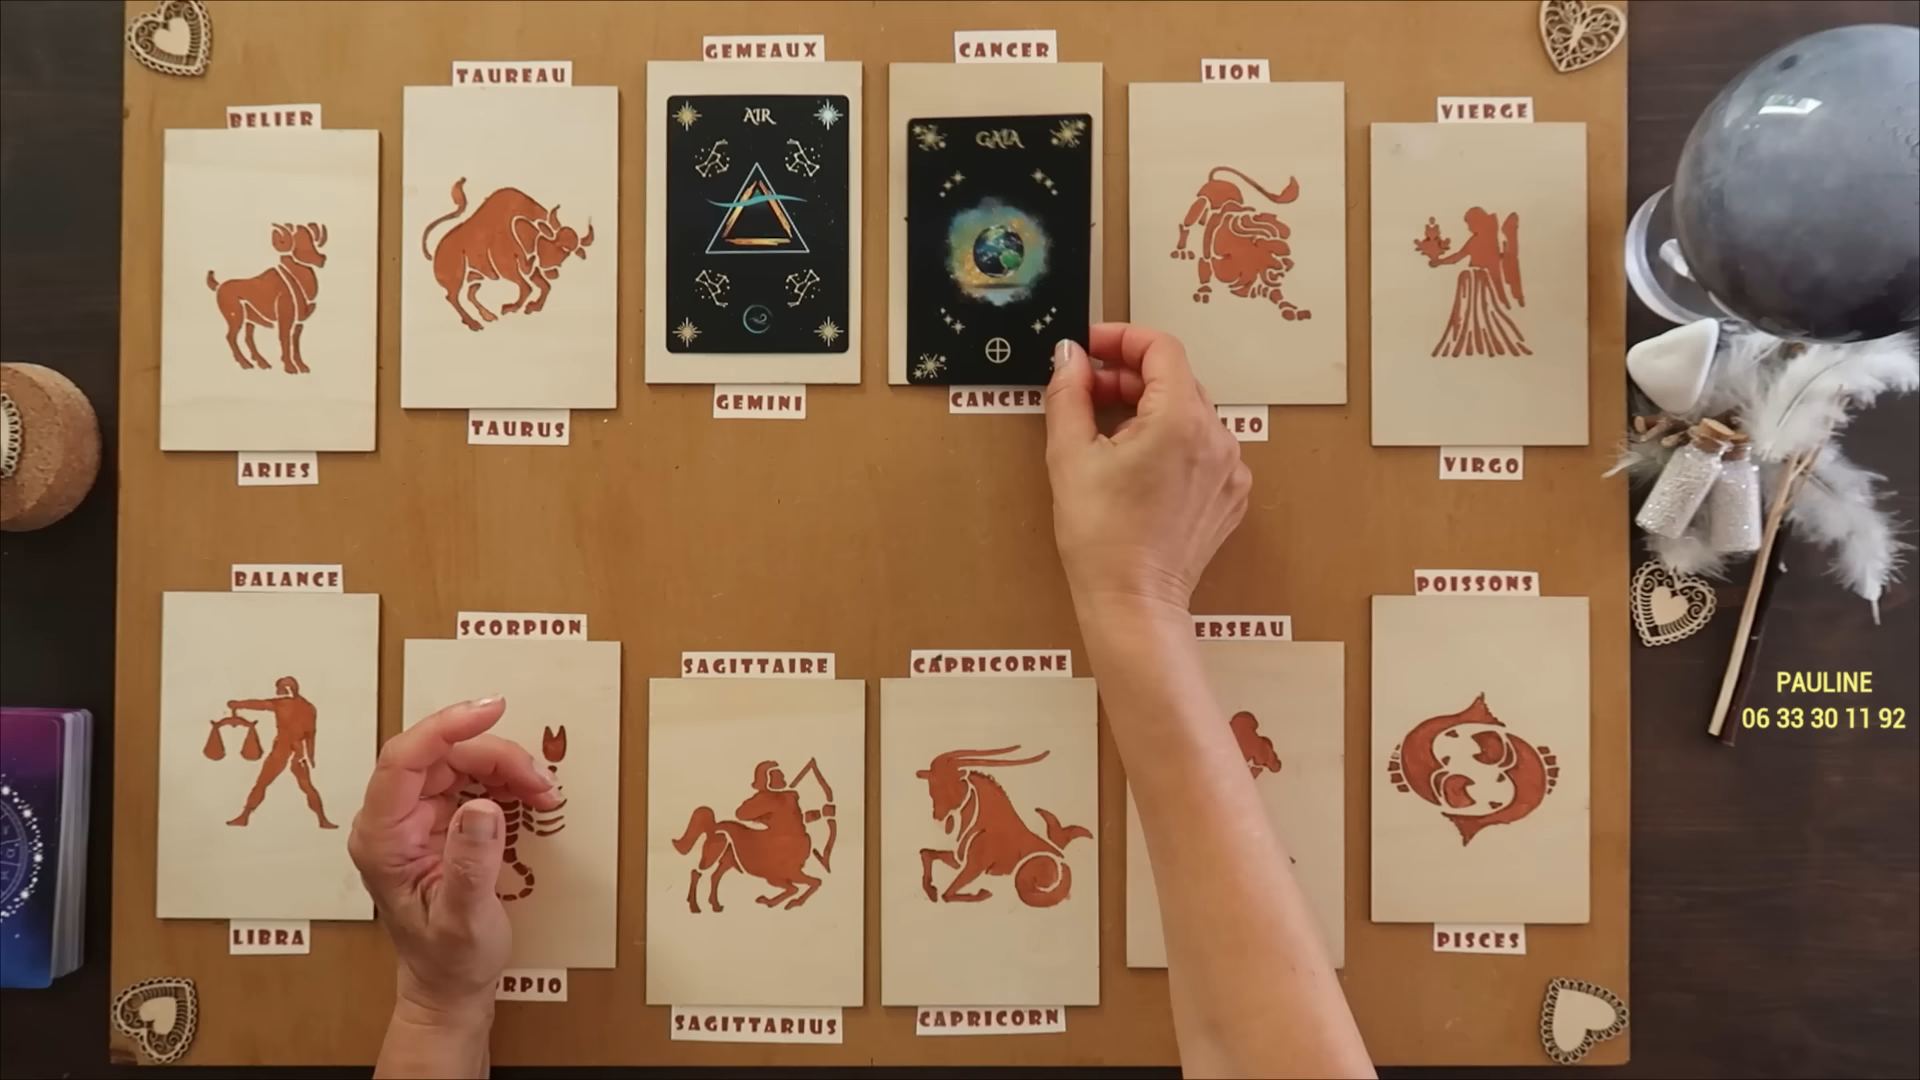 BELIER
TAUREAU
GEMEAUX
CANCER
LION
VIERGE
AIR
GAIA
ARIES
TAURUS
GEMINI
CANCER
LEO
VIRGO
BALANCE
SCORPION
SAGITTAIRE
CAPRICORNE
ERSEAU
POISSONS
PAULINE
06 33 30 11 92
LIBRA
RPIO
SAGITTARIUS
CAPRICORN
PISCES